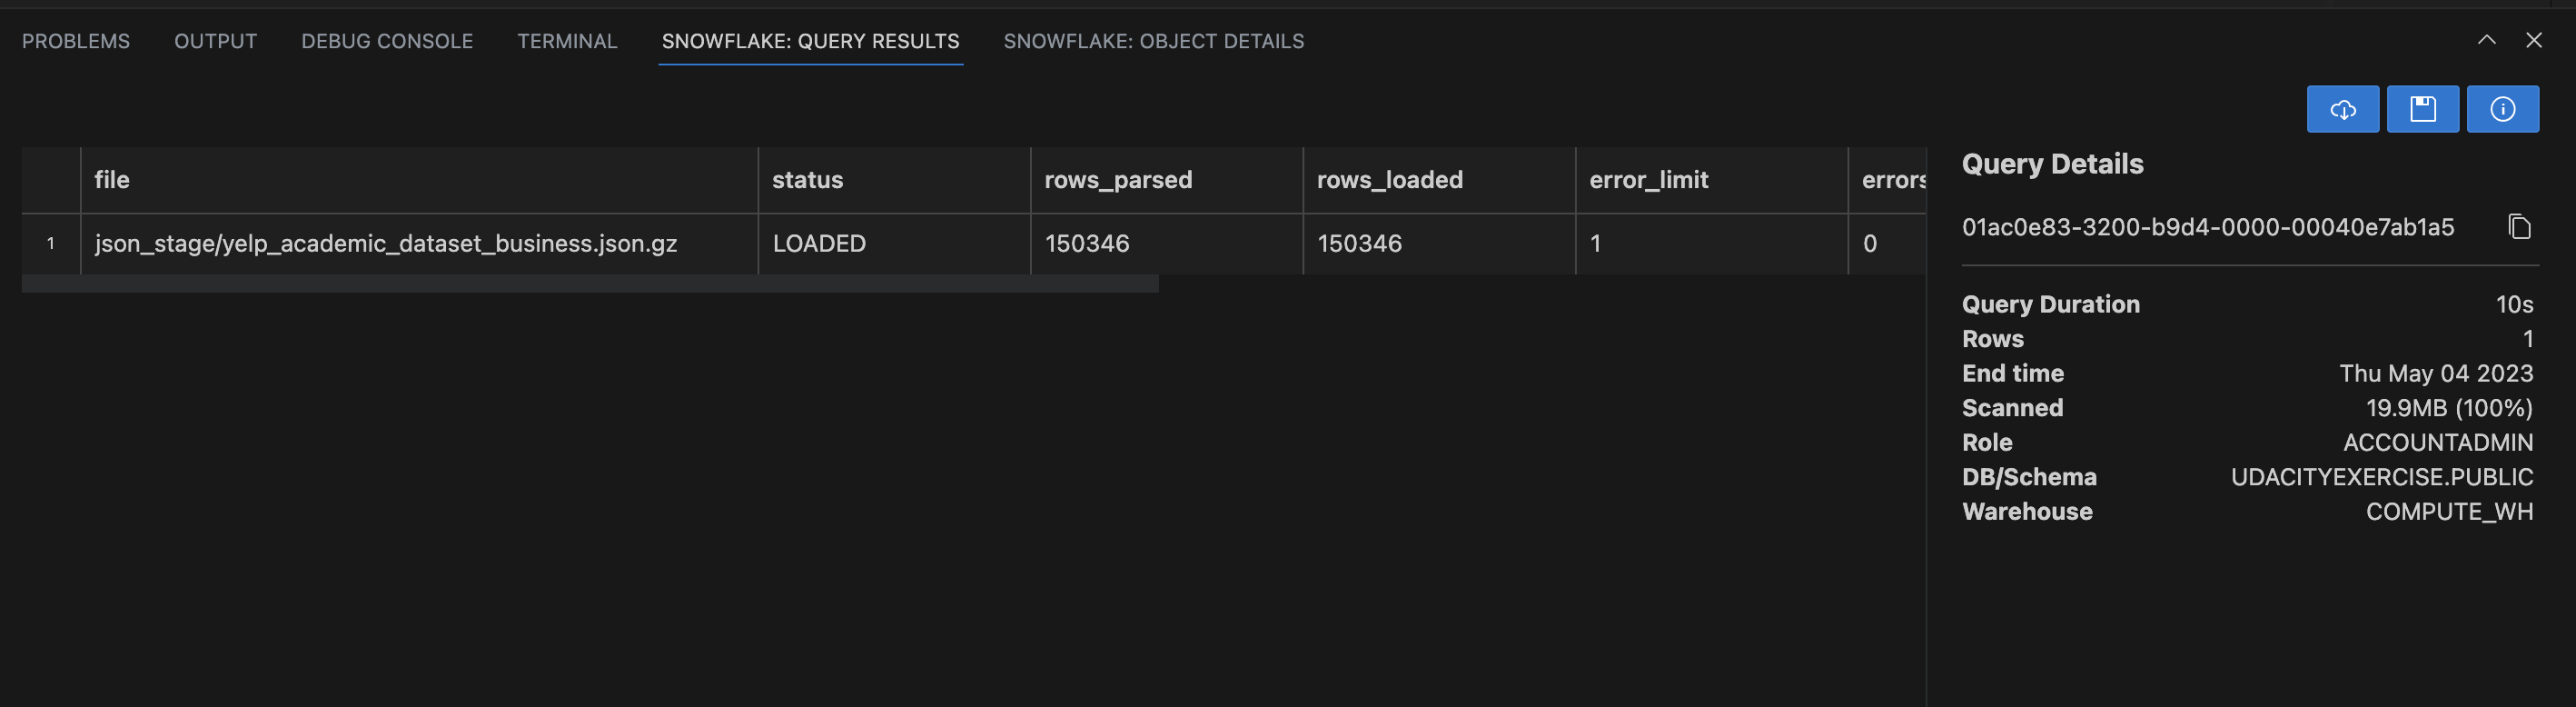 PROBLEMS OUTPUT DEBUG CONSOLE TERMINAL SNOWFLAKE: QUERY RESULTS SNOWFLAKE: OBJECT DETAILS
file status rows_parsed rows_loaded error_limit errors
1 json_stage/yelp_academic_dataset_business.json.gz LOADED 150346 150346 1 0
Query Details
01ac0e83-3200-b9d4-0000-00040e7ab1a5
Query Duration 10s
Rows 1
End time Thu May 04 2023
Scanned 19.9MB (100%)
Role ACCOUNTADMIN
DB/Schema UDACITYEXERCISE.PUBLIC
Warehouse COMPUTE_WH